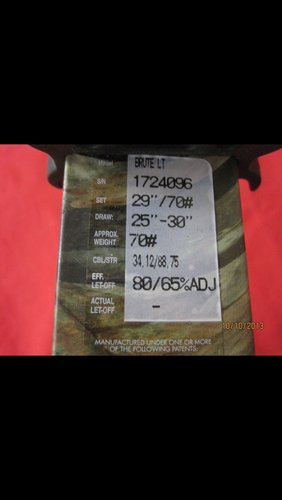 MODEL BRUTE LT
S/N 1724096
SET 29"/70#
DRAW: 25"-30"
APPROX. WEIGHT 70#
CBL/STR 34,12/88,75
EFF. LET-OFF 80/65%ADJ
ACTUAL LET-OFF -
10/10/2013
MANUFACTURED UNDER ONE OR MORE
OF THE FOLLOWING PATENTS: